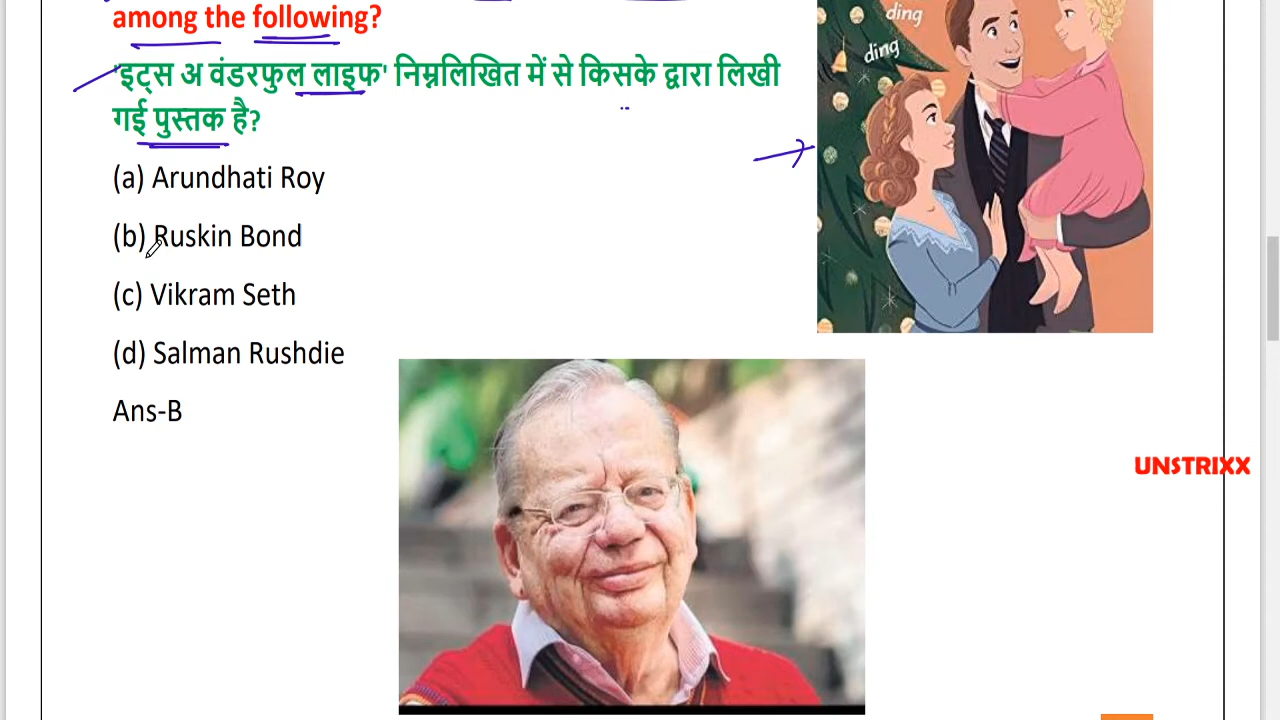 among the following?
'इट्स अ वंडरफुल लाइफ' निम्नलिखित में से किसके द्वारा लिखी
गई पुस्तक है?
(a) Arundhati Roy
(b) Ruskin Bond
(c) Vikram Seth
(d) Salman Rushdie
Ans-B
ding
ding
UNSTRIXX